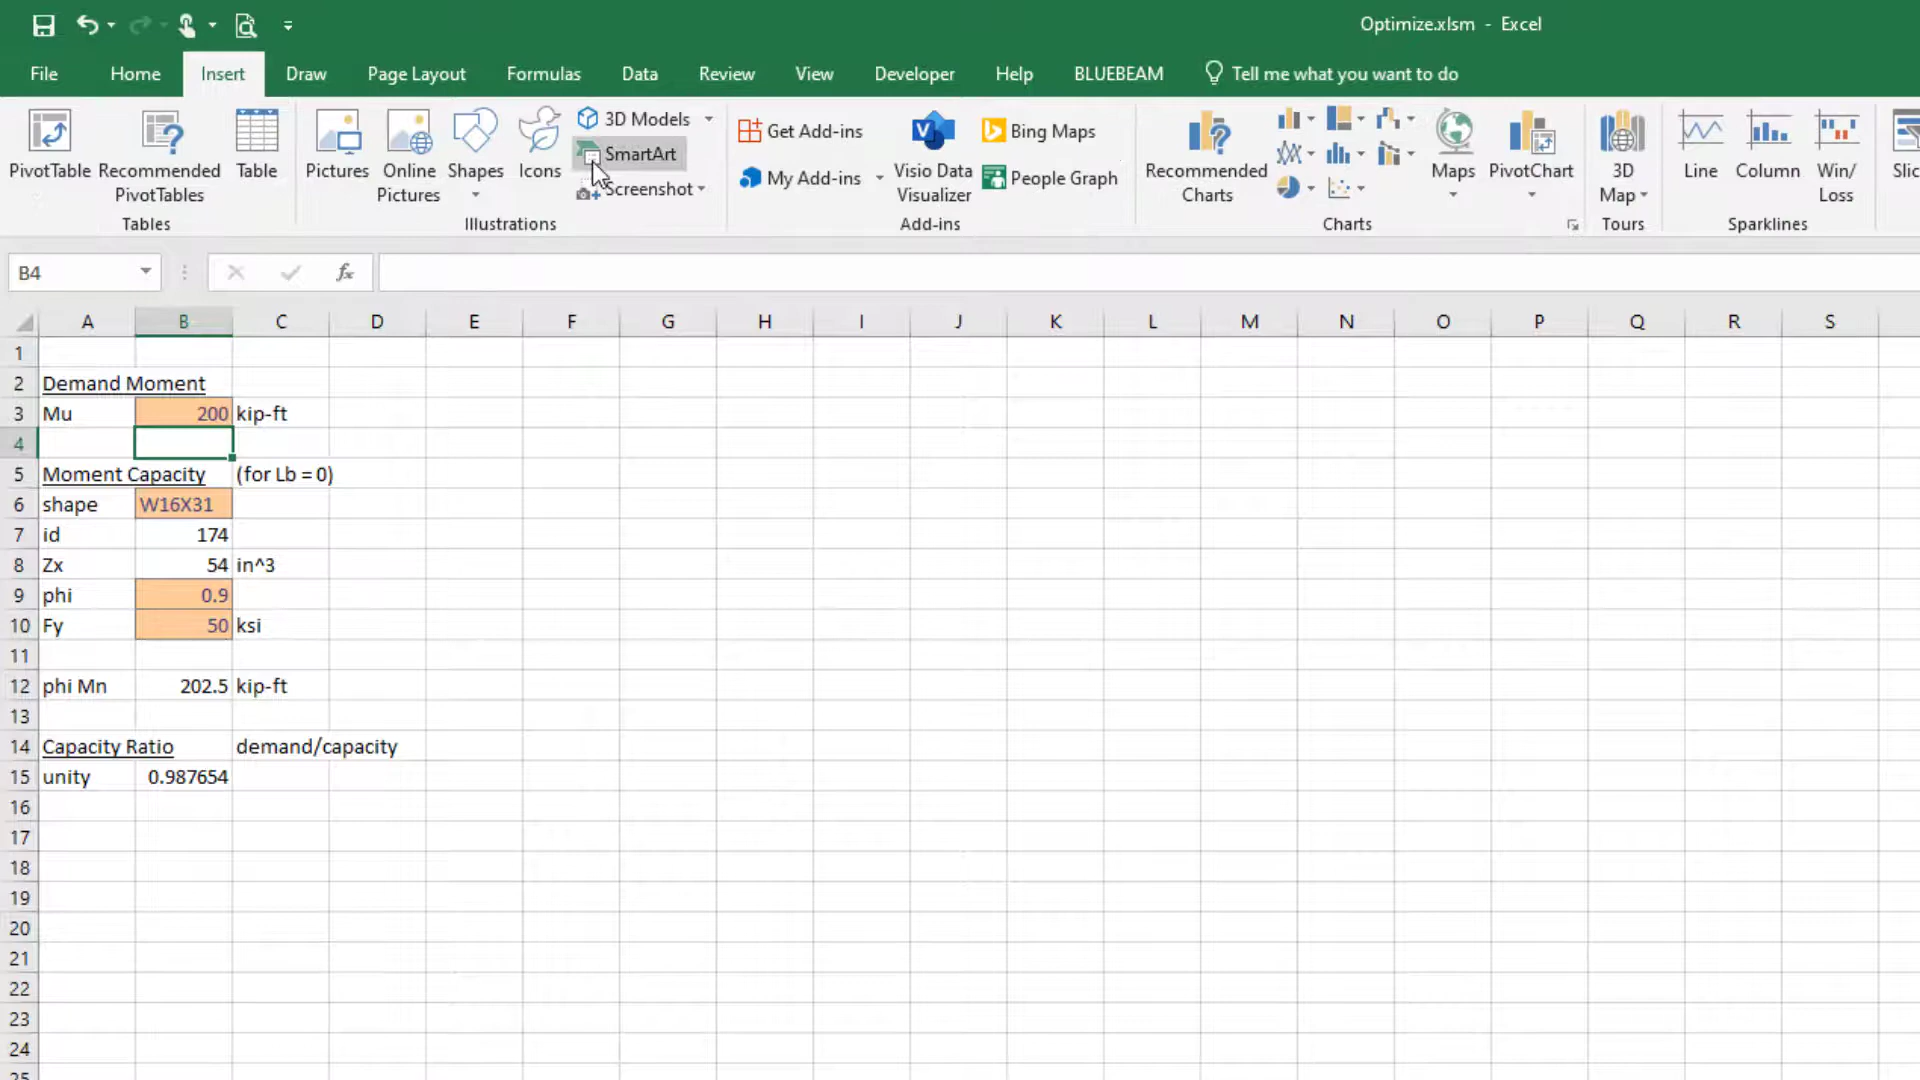 Optimize.xlsm - Excel
File Home Insert Draw Page Layout Formulas Data Review View Developer Help BLUEBEAM Tell me what you want to do
PivotTable
Recommended PivotTables
Table
Tables
Pictures
Online Pictures
Shapes
Icons
3D Models
SmartArt
Screenshot
Illustrations
Get Add-ins
My Add-ins
Visio Data Visualizer
Bing Maps
People Graph
Add-ins
Recommended Charts
Maps
PivotChart
Charts
3D Map
Tours
Line
Column
Win/ Loss
Sparklines
Slic
B4
fx
A B C D E F G H I J K L M N O P Q R S
1
2 Demand Moment
3 Mu 200 kip-ft
4
5 Moment Capacity (for Lb = 0)
6 shape W16X31
7 id 174
8 Zx 54 in^3
9 phi 0.9
10 Fy 50 ksi
11
12 phi Mn 202.5 kip-ft
13
14 Capacity Ratio demand/capacity
15 unity 0.987654
16
17
18
19
20
21
22
23
24
25